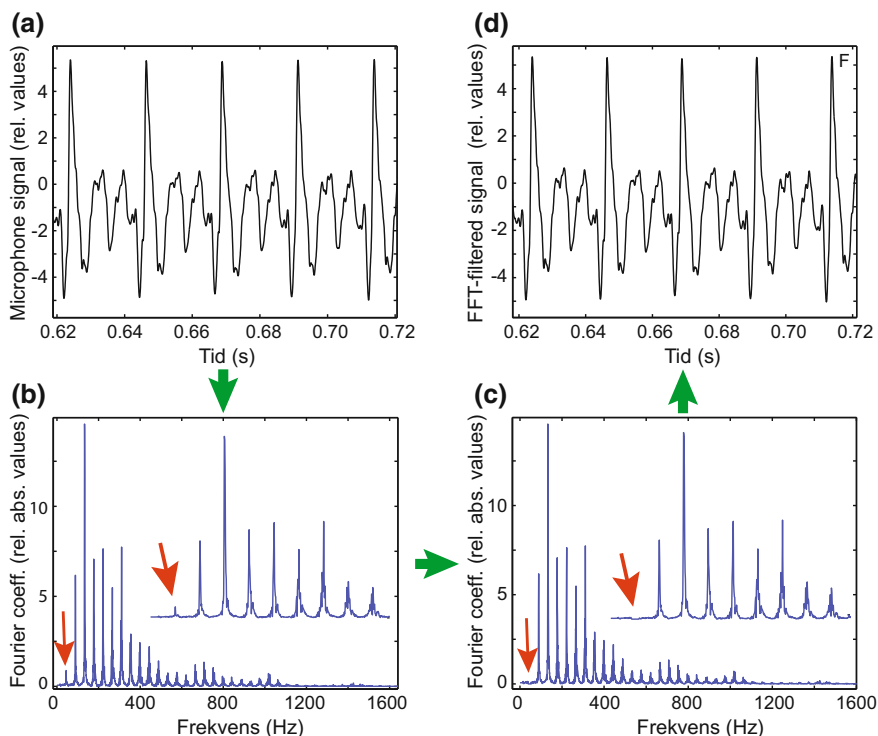 (a)
Microphone signal (rel. values)
4
2
0
-2
-4
0.62 0.64 0.66 0.68 0.70 0.72
Tid (s)
(d)
F
FFT-filtered signal (rel. values)
4
2
0
-2
-4
0.62 0.64 0.66 0.68 0.70 0.72
Tid (s)
(b)
Fourier coeff. (rel. abs. values)
10
5
0
0 400 800 1200 1600
Frekvens (Hz)
(c)
Fourier coeff. (rel. abs. values)
10
5
0
0 400 800 1200 1600
Frekvens (Hz)